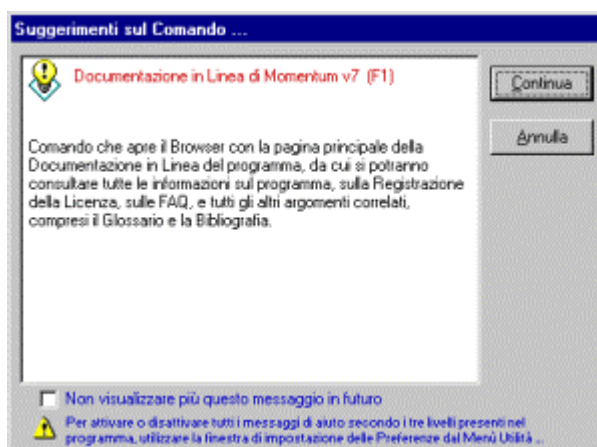 Suggerimenti sul Comando ...
Documentazione in Linea di Momentum v7 (F1)
Continua
Annulla
Comando che apre il Browser con la pagina principale della
Documentazione in Linea del programma, da cui si potranno
consultare tutte le informazioni sul programma, sulla Registrazione
della Licenza, sulle FAQ, e tutti gli altri argomenti correlati,
compresi il Glossario e la Bibliografia.
Non visualizzare più questo messaggio in futuro
Per attivare o disattivare tutti i messaggi di aiuto secondo i tre livelli presenti nel
programma, utilizzare la finestra di impostazione delle Preferenze dal Menù Utilità ...